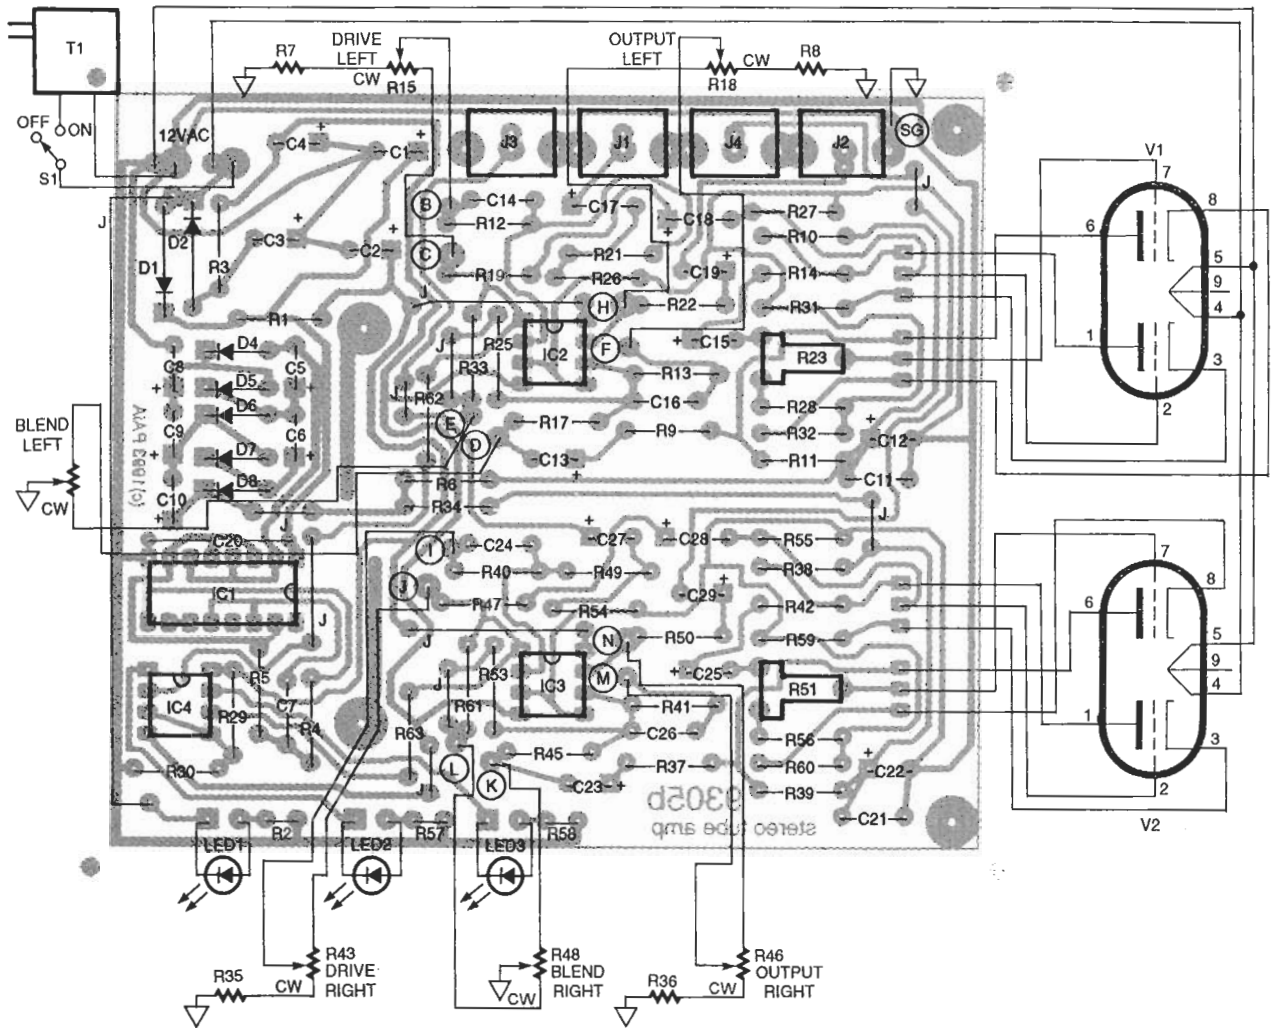 T1
R7
DRIVE
LEFT
CW
R15
OUTPUT
LEFT
CW
R18
R8
OFF
ON
12VAC
S1
C4
+
C1
+
J3
J1
J4
J2
SG
V1
7
8
6
5
9
4
1
3
2
J
D2
D1
R3
C3
+
C2
+
B
C14
R12
C
R19
+
C17
C18
+
R27
R10
J
R21
R26
C19
+
R14
R1
J
H
R22
R31
D4
C8
C5
J
R25
IC2
F
C15
+
R23
+
D5
+
R33
R13
D6
J
R62
C16
R28
BLEND
LEFT
C9
C6
E
R17
R9
R32
C12
+
D7
+
D
C13
+
R11
(c) 1993 PAiA
D8
C10
R6
C11
CW
+
R34
J
J
C20
I
C24
+
C27
+
C28
R55
R40
R49
R38
IC1
J
R47
R54
C29
+
R42
V2
7
8
6
5
9
4
1
3
2
J
J
N
R50
R59
R5
J
R53
IC3
M
C25
+
R51
IC4
R29
C7
R4
R61
R41
R63
C26
R56
R30
L
R45
R37
R60
C22
+
J
K
C23
+
R39
9305b
stereo tube amp
C21
R2
R57
R58
LED1
LED2
LED3
R43
DRIVE
RIGHT
R35
CW
R48
BLEND
RIGHT
CW
R46
OUTPUT
RIGHT
R36
CW